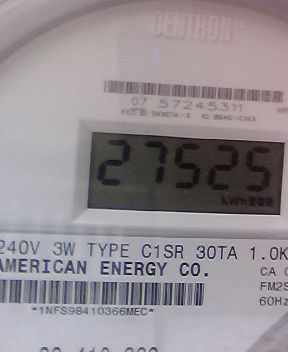 CENTRON®
07 57245311
27525
kWh
240V 3W TYPE C1SR 30TA 1.0K
AMERICAN ENERGY CO.
CA
FM2S
60Hz
*1NFS98410366MEC*